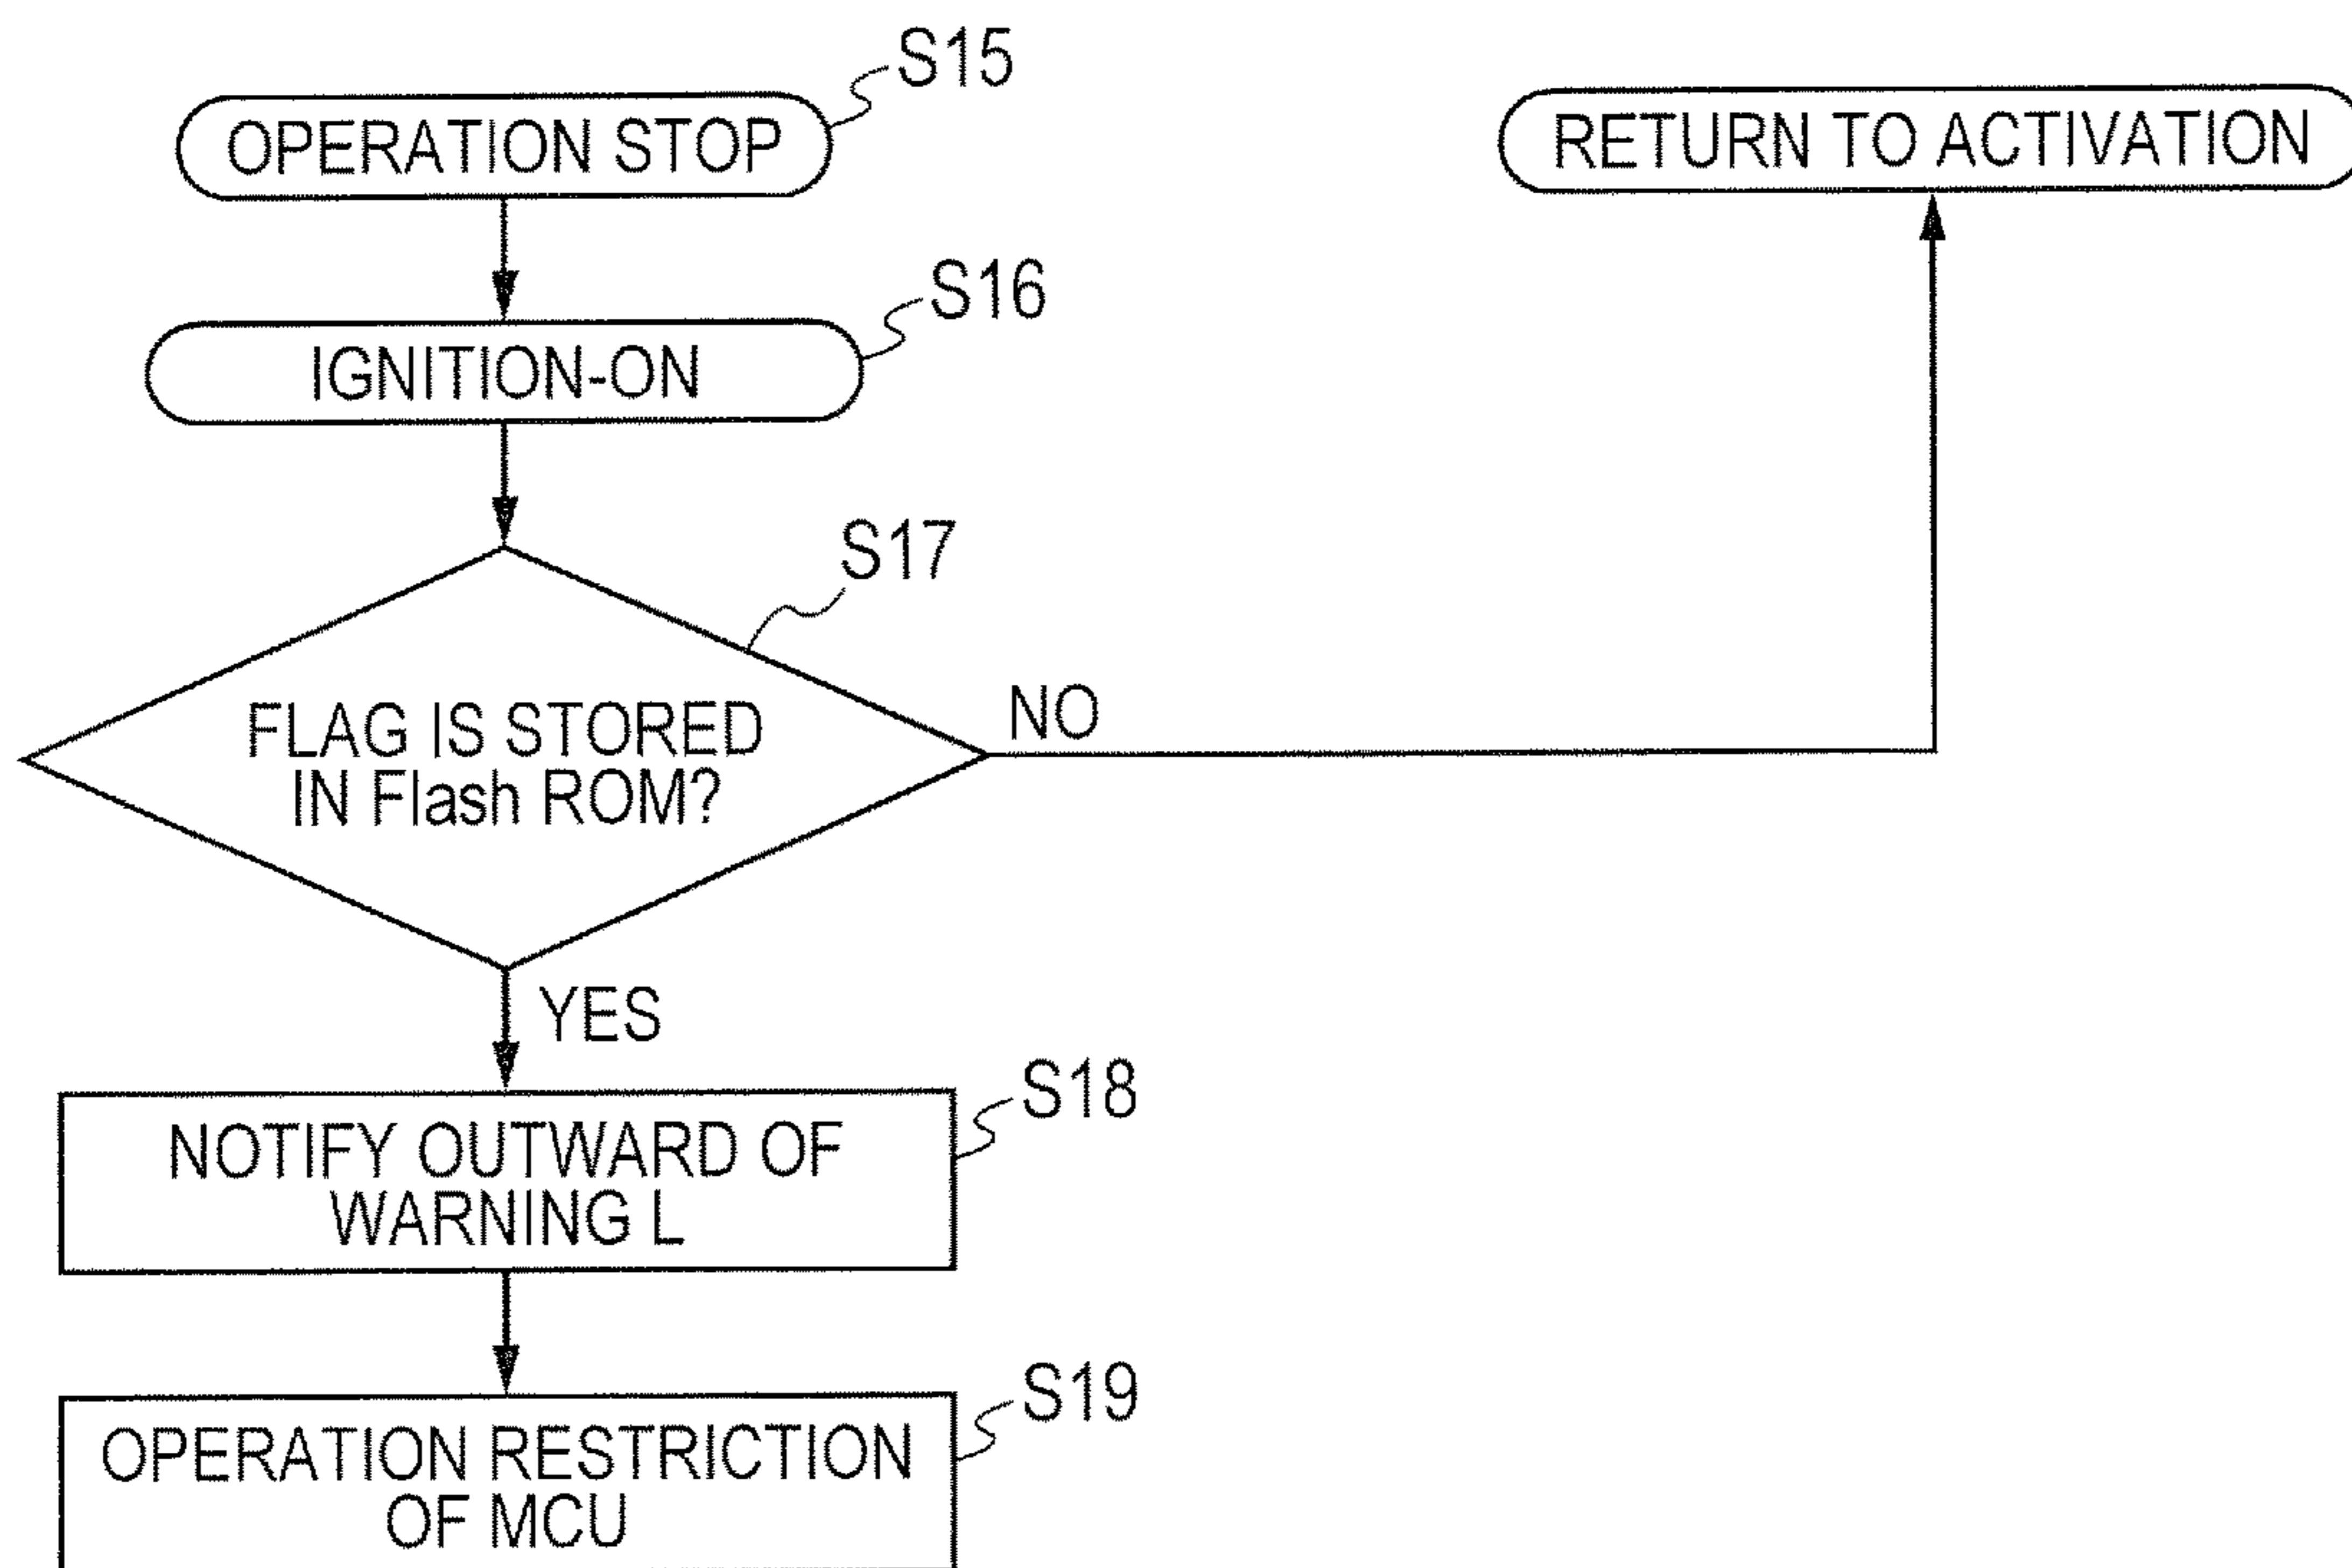 S15
OPERATION STOP
RETURN TO ACTIVATION
S16
IGNITION-ON
S17
FLAG IS STORED
IN Flash ROM?
NO
YES
S18
NOTIFY OUTWARD OF
WARNING L
S19
OPERATION RESTRICTION
OF MCU